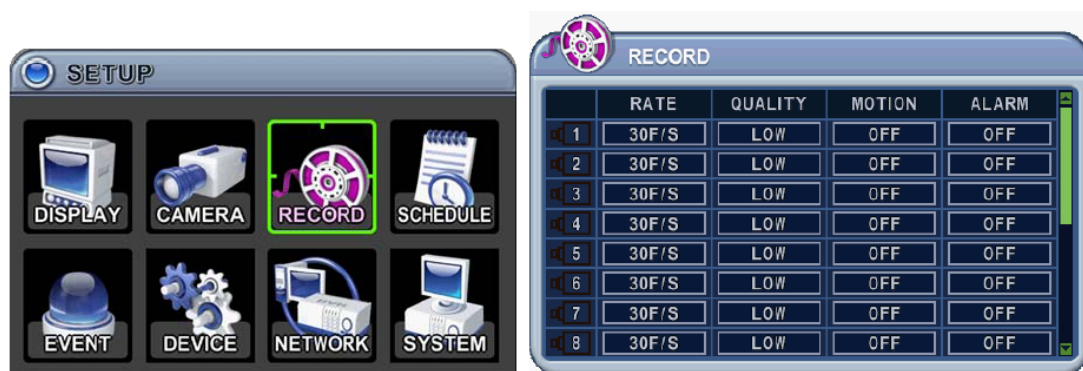 SETUP
DISPLAY CAMERA RECORD SCHEDULE
EVENT DEVICE NETWORK SYSTEM
RECORD
RATE QUALITY MOTION ALARM
1 30F/S LOW OFF OFF
2 30F/S LOW OFF OFF
3 30F/S LOW OFF OFF
4 30F/S LOW OFF OFF
5 30F/S LOW OFF OFF
6 30F/S LOW OFF OFF
7 30F/S LOW OFF OFF
8 30F/S LOW OFF OFF